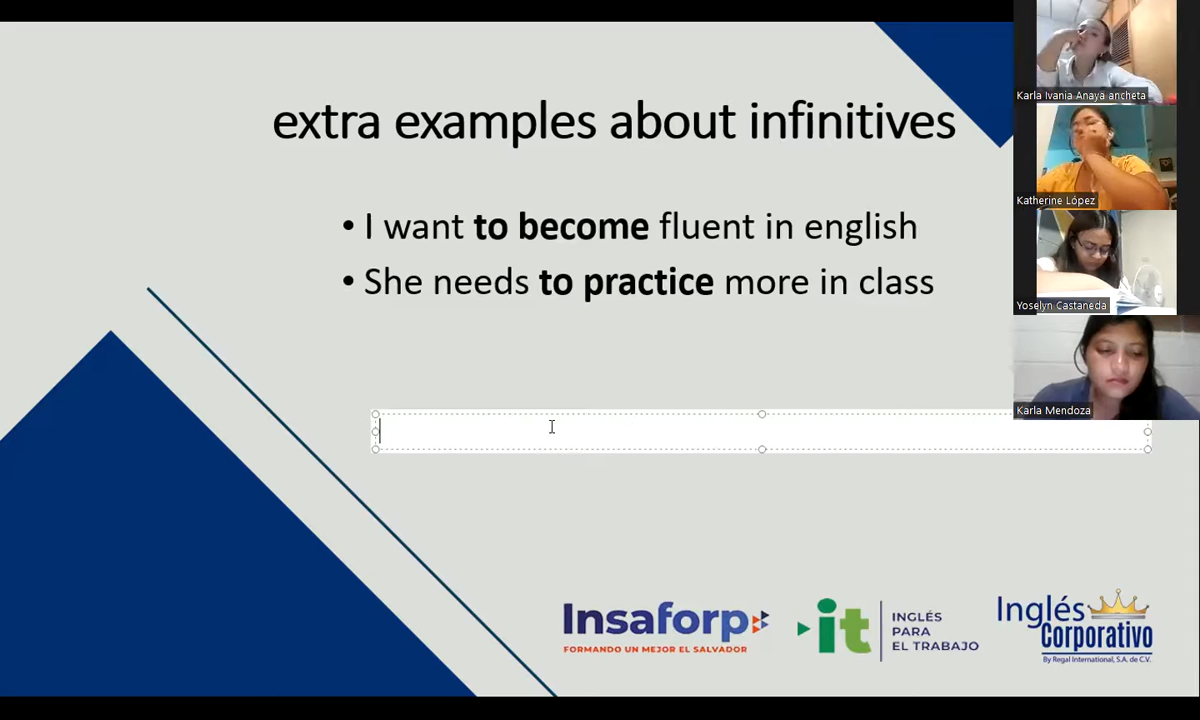 extra examples about infinitives
• I want to become fluent in english
• She needs to practice more in class
Karla Ivania Anaya ancheta
Katherine López
Yoselyn Castaneda
Karla Mendoza
Insaforp
FORMANDO UN MEJOR EL SALVADOR
it
INGLÉS
PARA
EL TRABAJO
Inglés
Corporativo
By Regal International, S.A. de C.V.